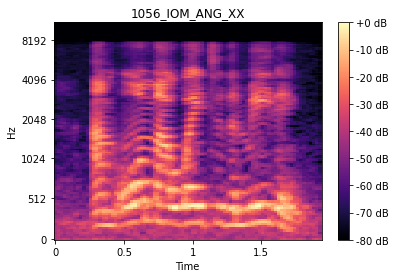 1056_IOM_ANG_XX
+0 dB
8192
-10 dB
4096
-20 dB
-30 dB
Hz
2048
-40 dB
1024
-50 dB
512
-60 dB
-70 dB
0
-80 dB
0 0.5 1 1.5
Time